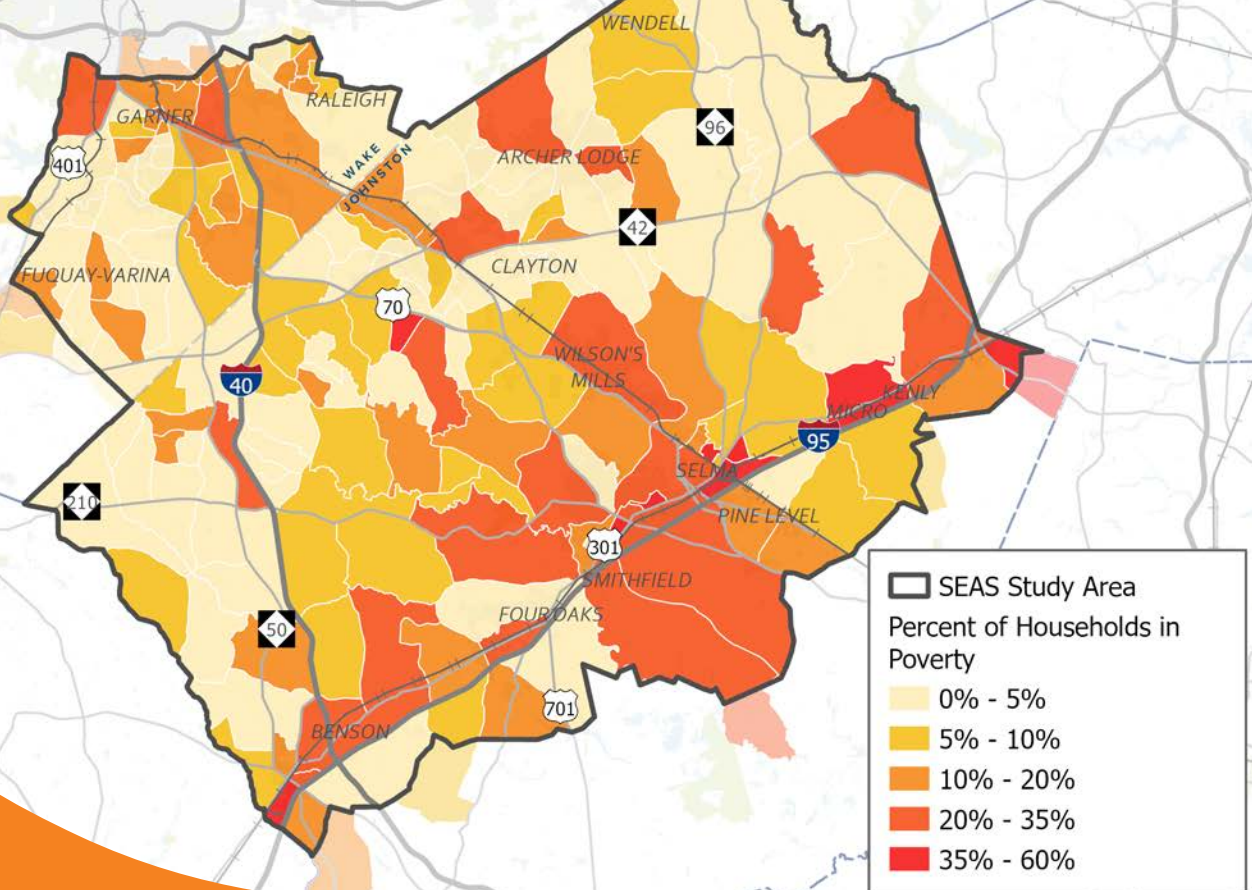 WENDELL
RALEIGH
GARNER
96
WAKE
JOHNSTON
ARCHER LODGE
401
42
CLAYTON
FUQUAY-VARINA
70
WILSON'S
MILLS
40
KENLY
MICRO
95
SELMA
210
PINE LEVEL
301
SMITHFIELD
FOUR OAKS
50
701
BENSON
SEAS Study Area
Percent of Households in
Poverty
0% - 5%
5% - 10%
10% - 20%
20% - 35%
35% - 60%